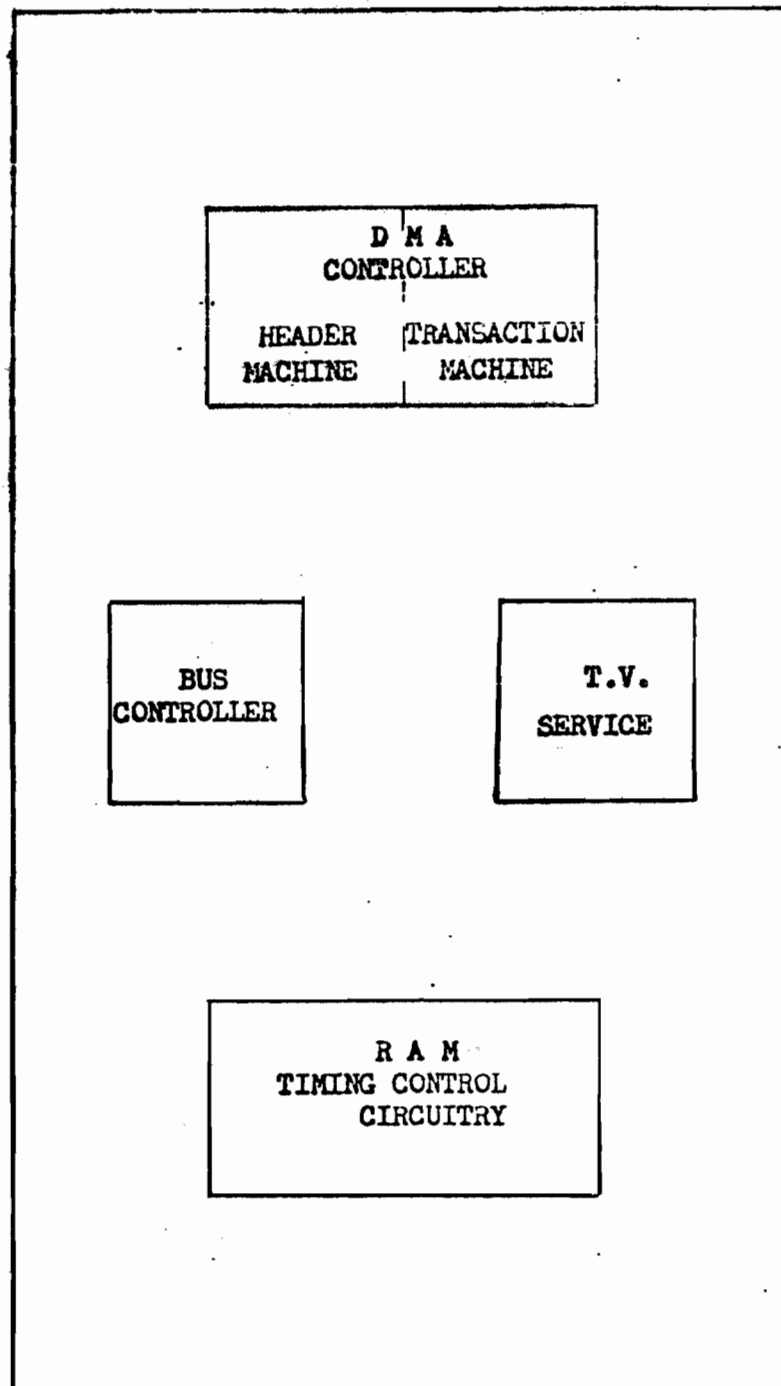 D M A
CONTROLLER
HEADER TRANSACTION
MACHINE MACHINE
BUS
CONTROLLER
T.V.
SERVICE
R A M
TIMING CONTROL
CIRCUITRY